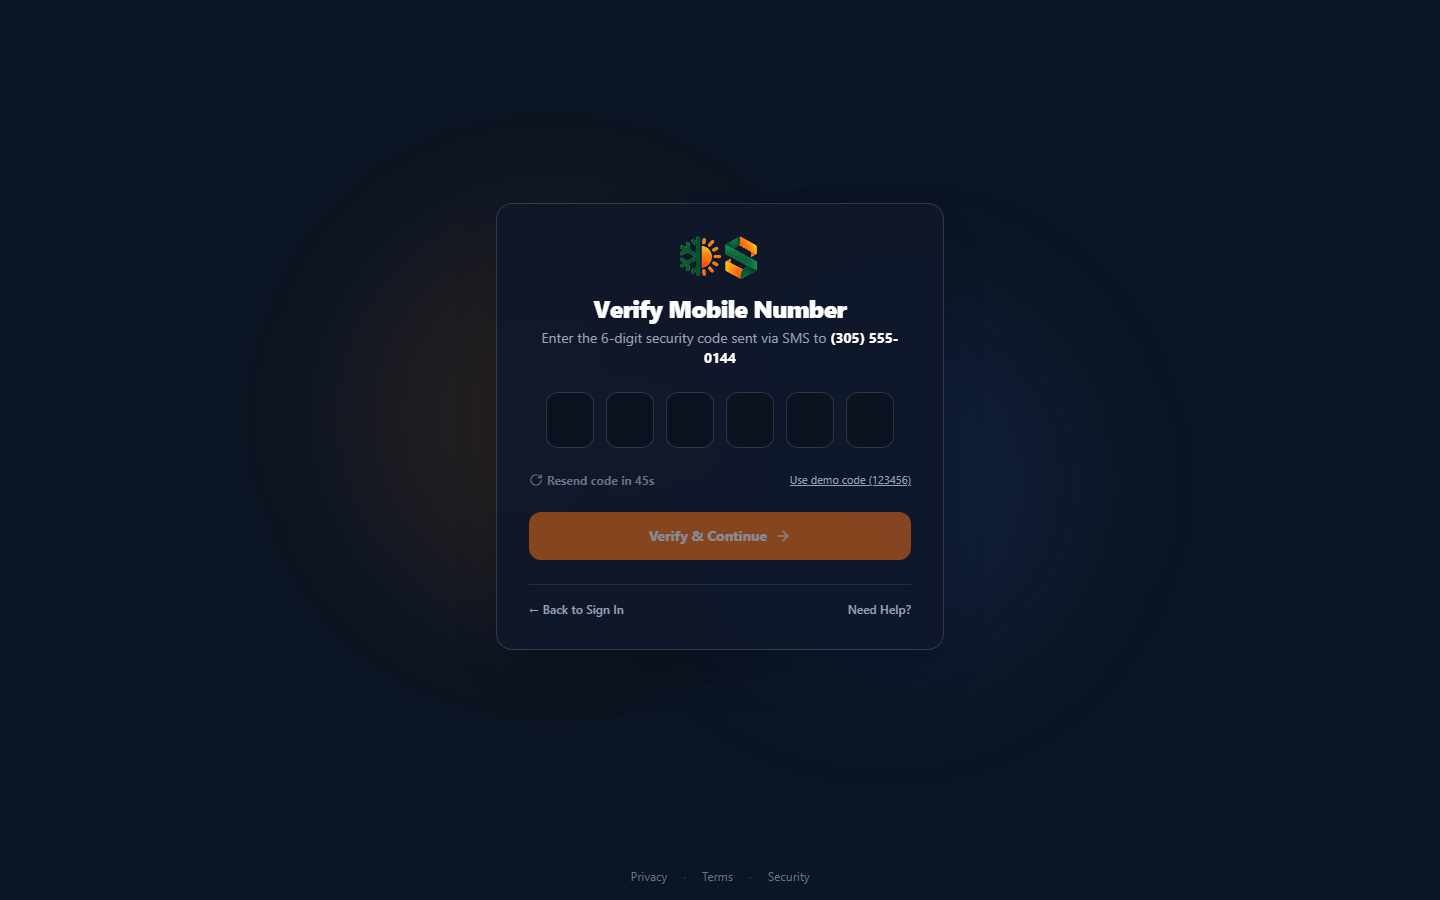 Verify Mobile Number
Enter the 6-digit security code sent via SMS to (305) 555-
0144
Resend code in 45s
Use demo code (123456)
Verify & Continue →
← Back to Sign In
Need Help?
Privacy · Terms · Security